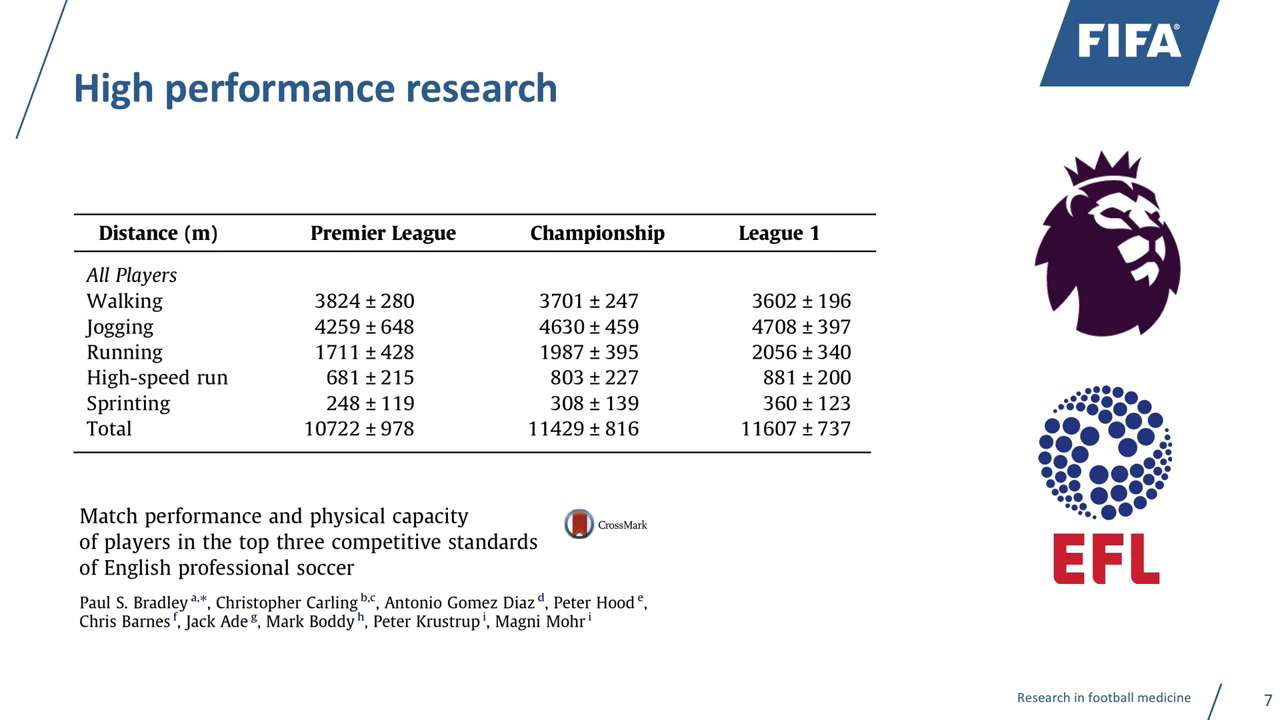 FIFA®
High performance research
Distance (m) Premier League Championship League 1
All Players
Walking 3824 ± 280 3701 ± 247 3602 ± 196
Jogging 4259 ± 648 4630 ± 459 4708 ± 397
Running 1711 ± 428 1987 ± 395 2056 ± 340
High-speed run 681 ± 215 803 ± 227 881 ± 200
Sprinting 248 ± 119 308 ± 139 360 ± 123
Total 10722 ± 978 11429 ± 816 11607 ± 737
EFL
Match performance and physical capacity
of players in the top three competitive standards
of English professional soccer
CrossMark
Paul S. Bradley a,*, Christopher Carling b,c, Antonio Gomez Diaz d, Peter Hood e,
Chris Barnes f, Jack Ade g, Mark Boddy h, Peter Krustrup i, Magni Mohr i
Research in football medicine 7